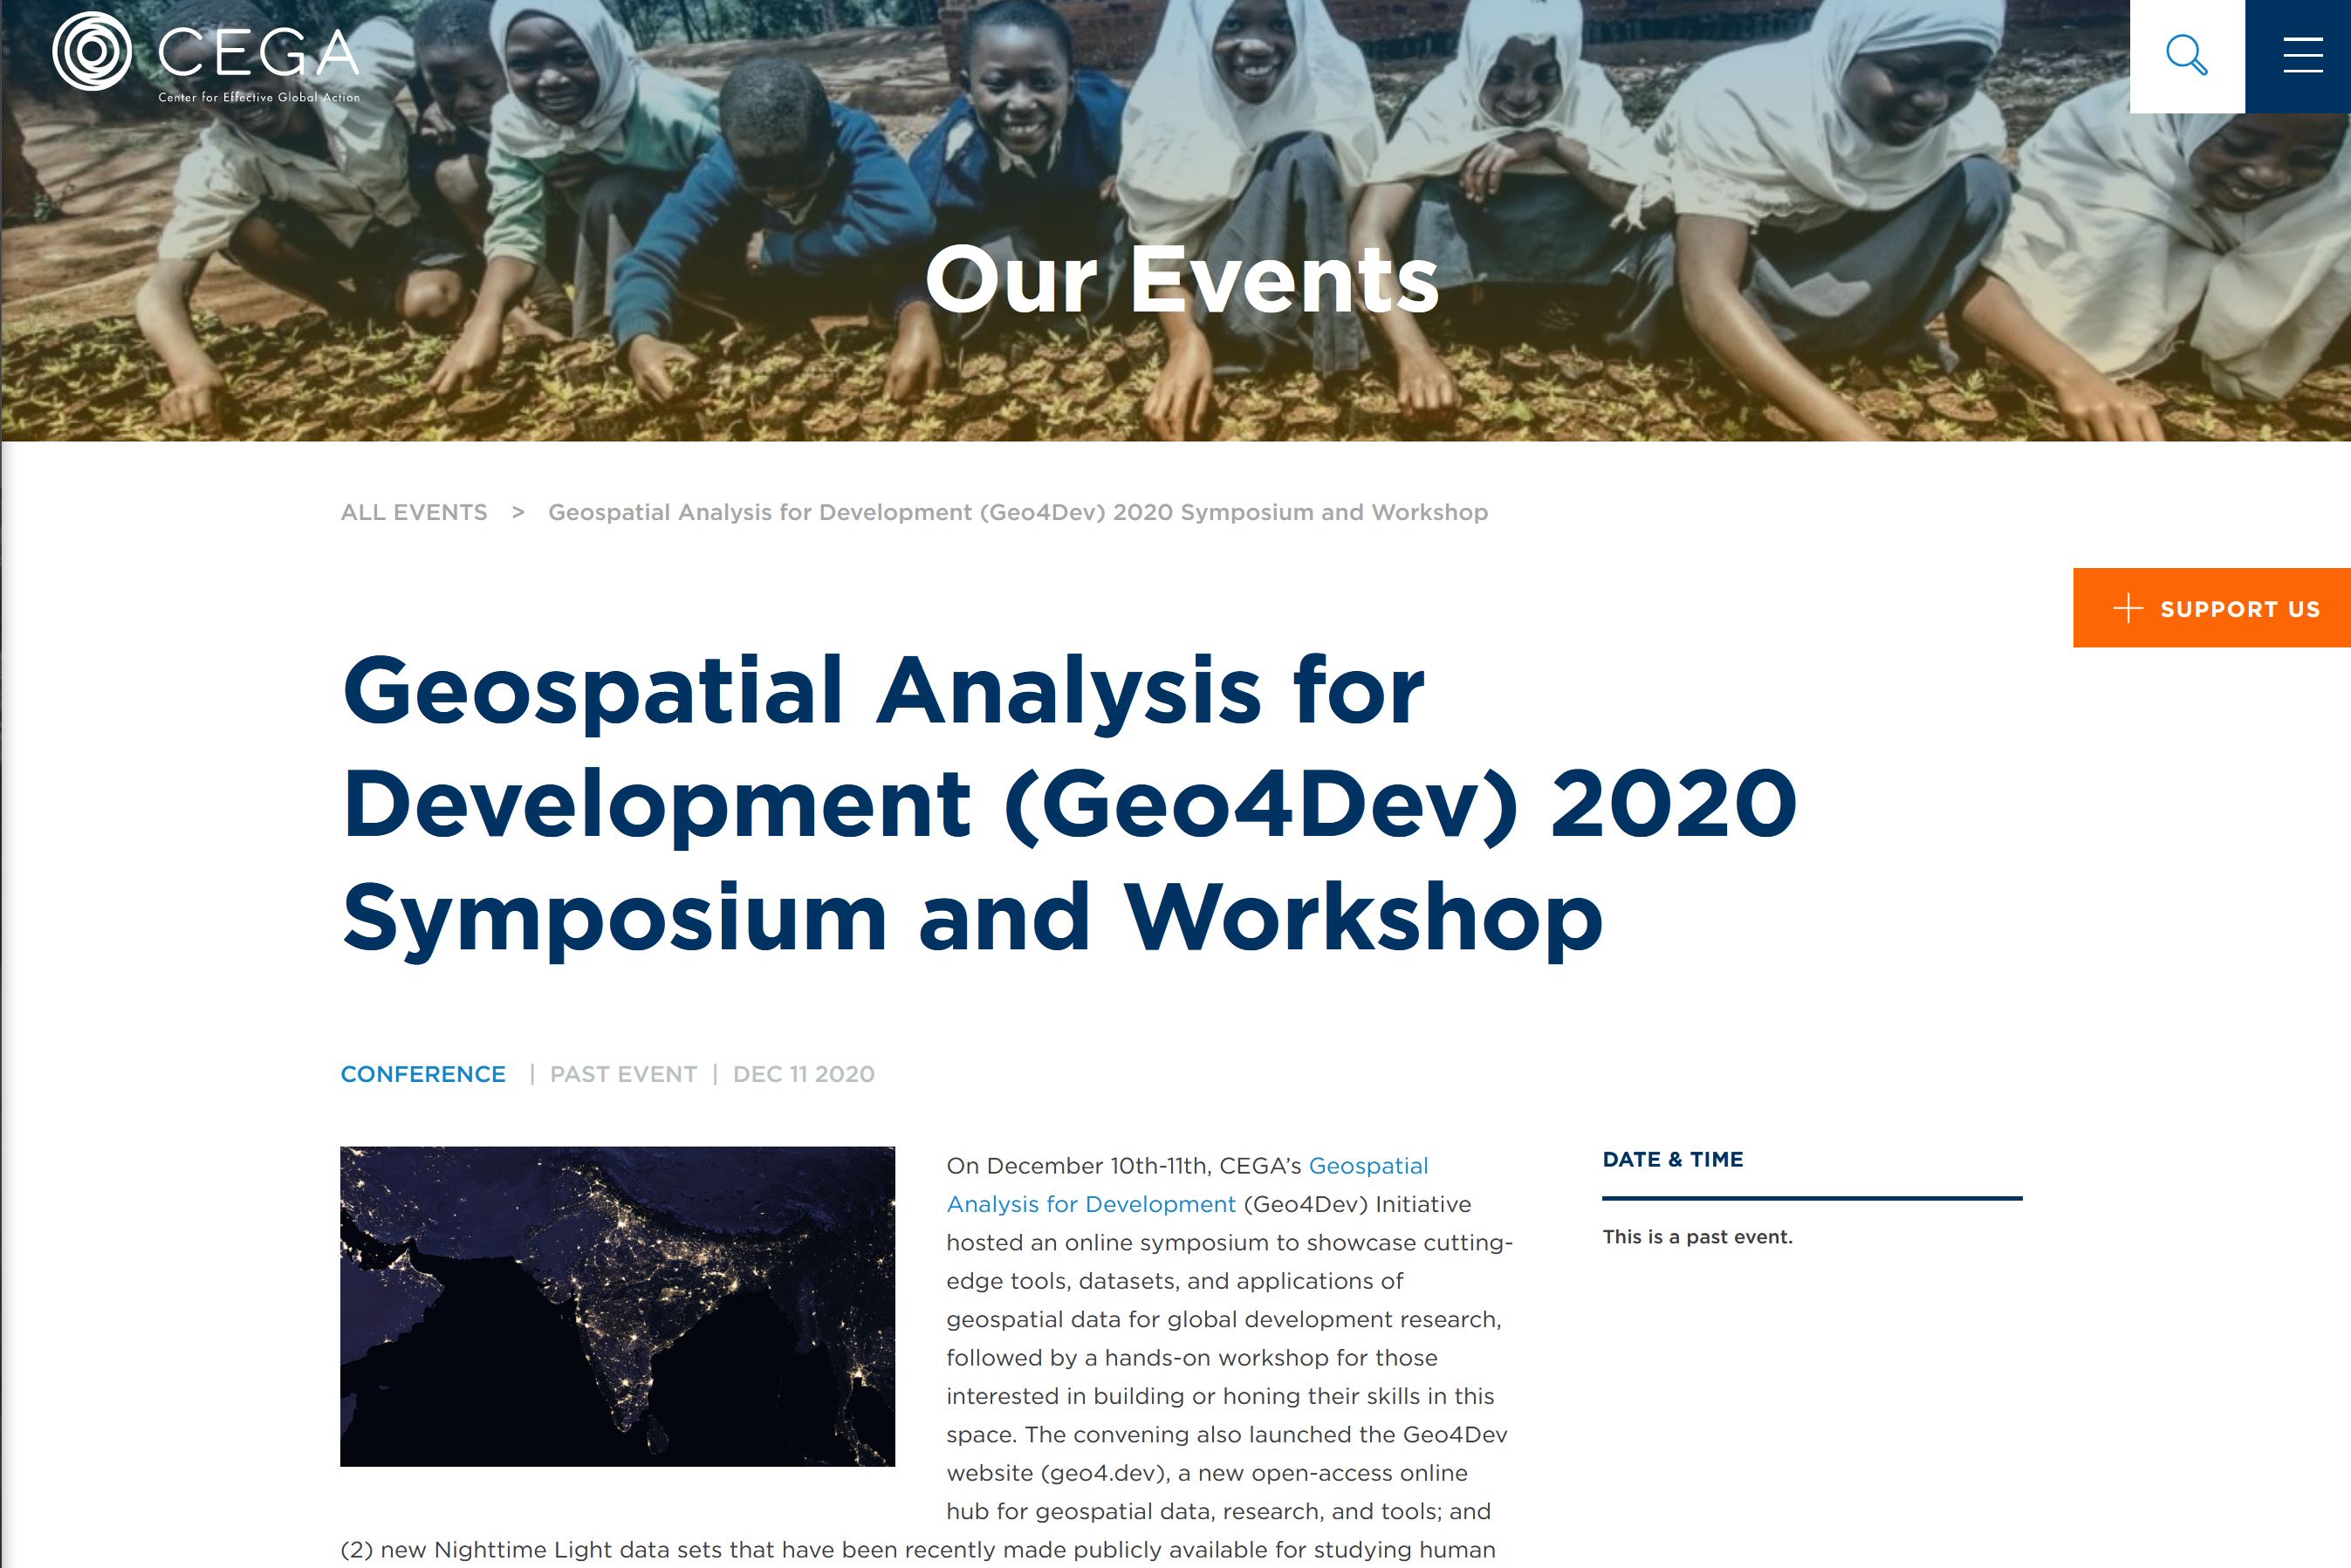 CEGA
Center for Effective Global Action
Our Events
ALL EVENTS > Geospatial Analysis for Development (Geo4Dev) 2020 Symposium and Workshop
SUPPORT US
Geospatial Analysis for
Development (Geo4Dev) 2020
Symposium and Workshop
CONFERENCE | PAST EVENT | DEC 11 2020
On December 10th-11th, CEGA’s Geospatial
Analysis for Development (Geo4Dev) Initiative
hosted an online symposium to showcase cutting-
edge tools, datasets, and applications of
geospatial data for global development research,
followed by a hands-on workshop for those
interested in building or honing their skills in this
space. The convening also launched the Geo4Dev
website (geo4.dev), a new open-access online
hub for geospatial data, research, and tools; and
(2) new Nighttime Light data sets that have been recently made publicly available for studying human
DATE & TIME
This is a past event.